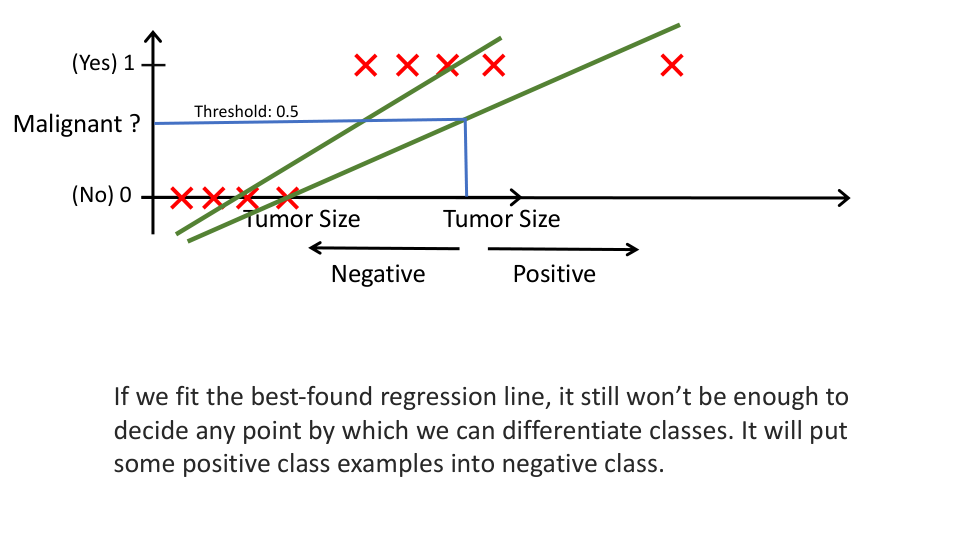 (Yes) 1
Threshold: 0.5
Malignant ?
(No) 0
Tumor Size
Tumor Size
Negative
Positive
If we fit the best-found regression line, it still won’t be enough to
decide any point by which we can differentiate classes. It will put
some positive class examples into negative class.